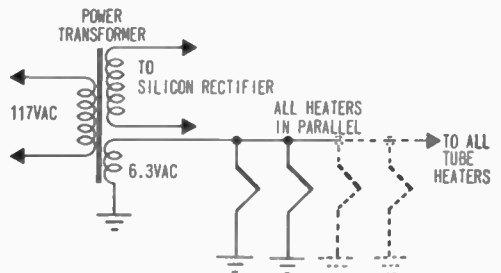 POWER
TRANSFORMER
TO
SILICON RECTIFIER
117VAC
ALL HEATERS
IN PARALLEL
6.3VAC
TO ALL
TUBE
HEATERS